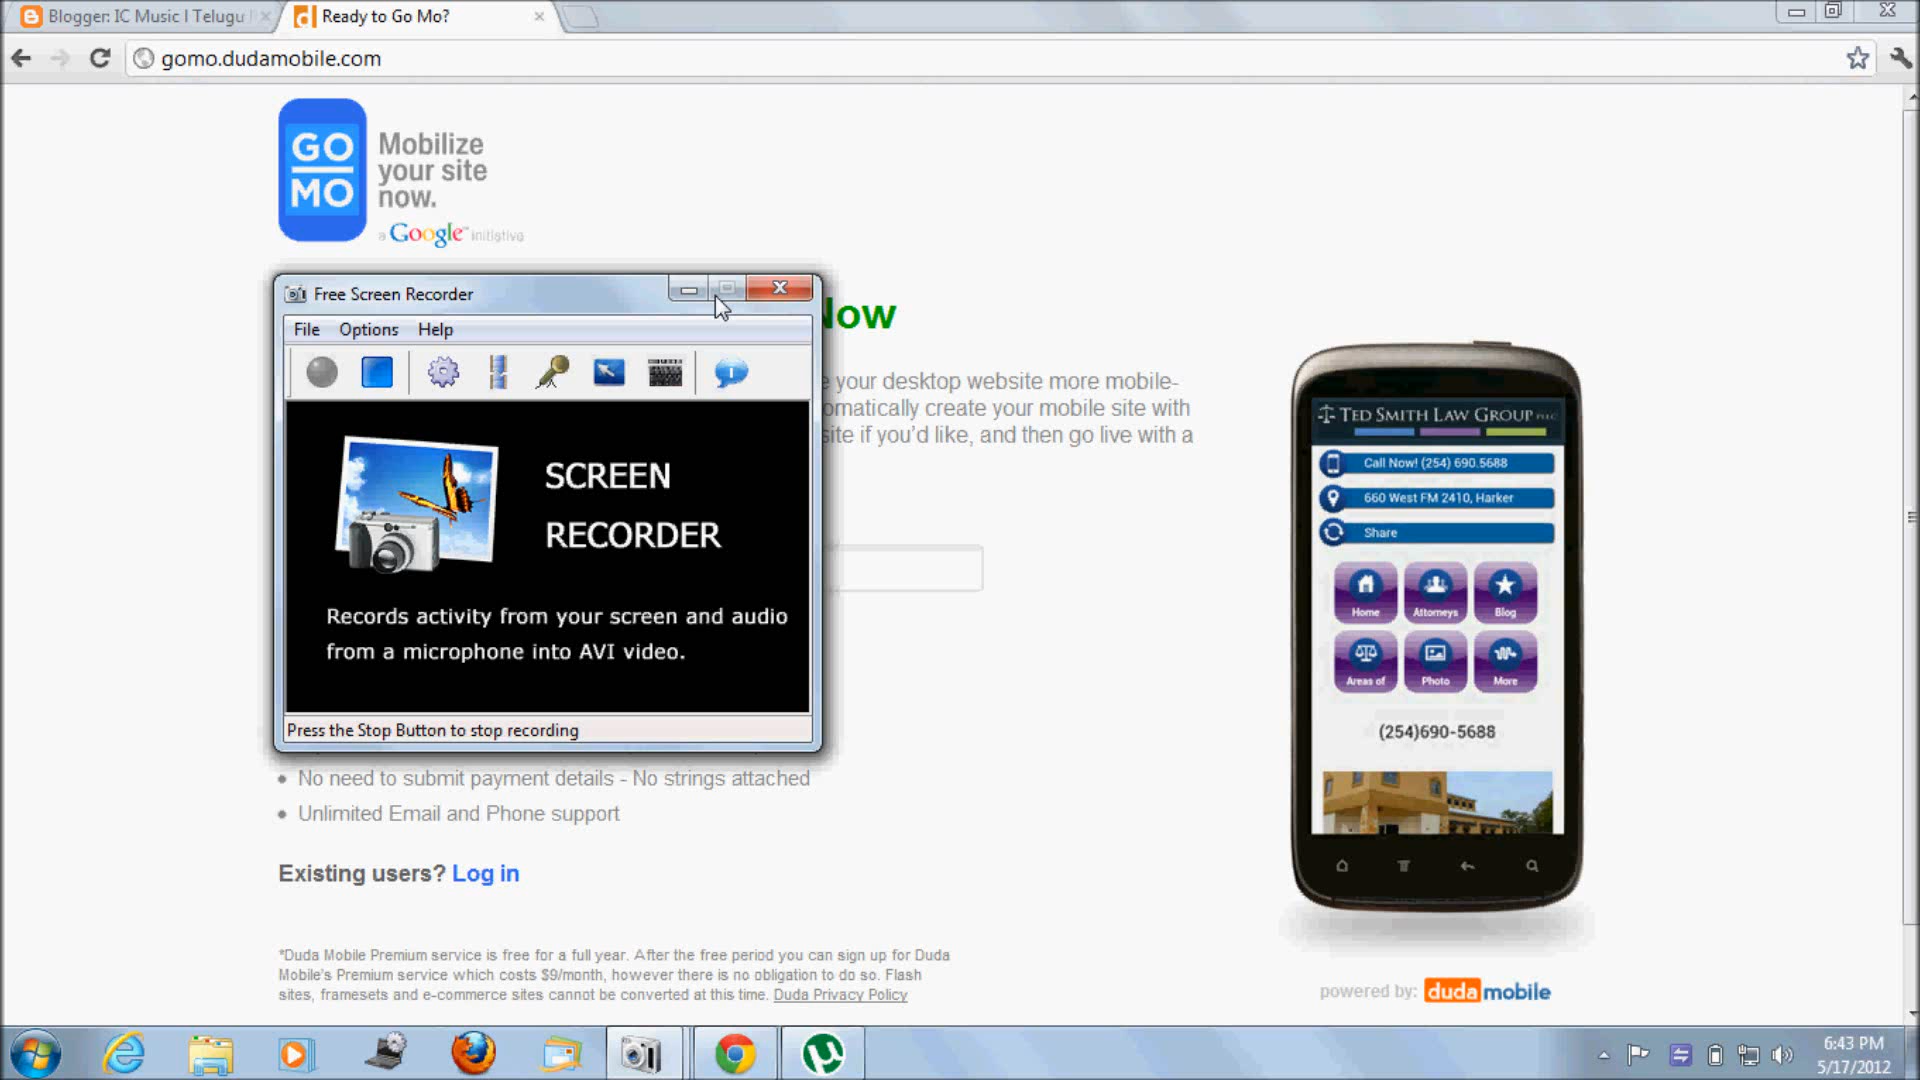 Blogger: IC Music l Telugu
Ready to Go Mo?
gomo.dudamobile.com
GO
MO
Mobilize
your site
now.
a Google™ initiative
Free Screen Recorder
File Options Help
SCREEN
RECORDER
Records activity from your screen and audio
from a microphone into AVI video.
Press the Stop Button to stop recording
Now
your desktop website more mobile-
omatically create your mobile site with
site if you'd like, and then go live with a
• No need to submit payment details - No strings attached
• Unlimited Email and Phone support
Existing users? Log in
*Duda Mobile Premium service is free for a full year. After the free period you can sign up for Duda
Mobile's Premium service which costs $9/month, however there is no obligation to do so. Flash
sites, framesets and e-commerce sites cannot be converted at this time. Duda Privacy Policy
TED SMITH LAW GROUP
Call Now! (254) 690.5688
660 West FM 2410, Harker
Share
Home Attorneys Blog
Areas of Photo More
(254)690-5688
powered by: dudamobile
6:43 PM
5/17/2012